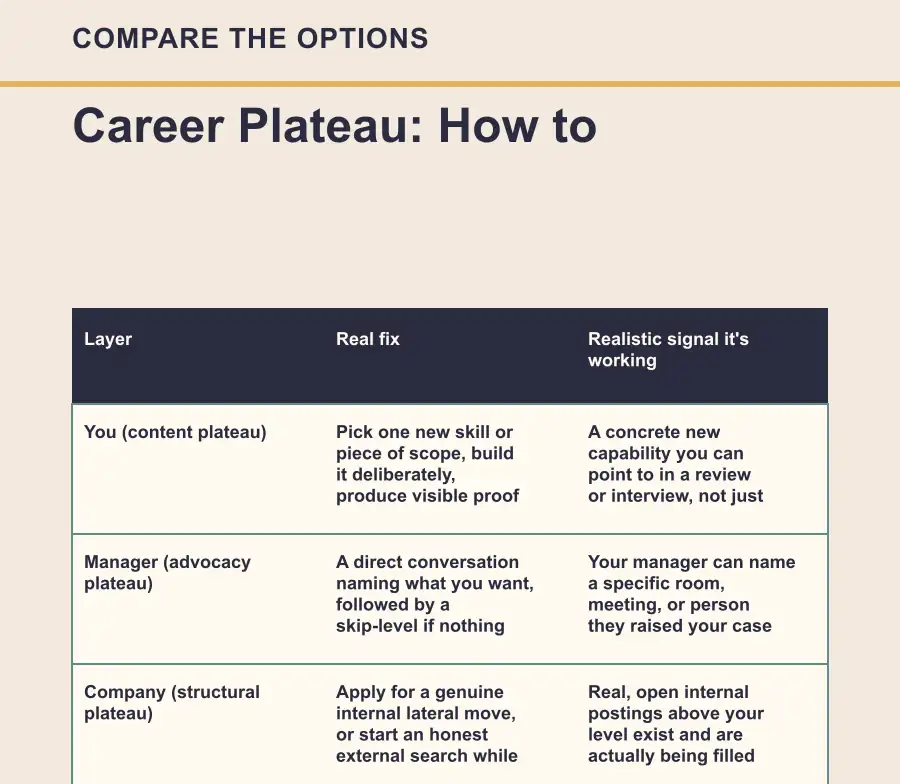 COMPARE THE OPTIONS
Career Plateau: How to
Layer
Real fix
Realistic signal it's
working
You (content plateau)
Pick one new skill or
piece of scope, build
it deliberately,
produce visible proof
A concrete new
capability you can
point to in a review
or interview, not just
Manager (advocacy
plateau)
A direct conversation
naming what you want,
followed by a
skip-level if nothing
Your manager can name
a specific room,
meeting, or person
they raised your case
Company (structural
plateau)
Apply for a genuine
internal lateral move,
or start an honest
external search while
Real, open internal
postings above your
level exist and are
actually being filled